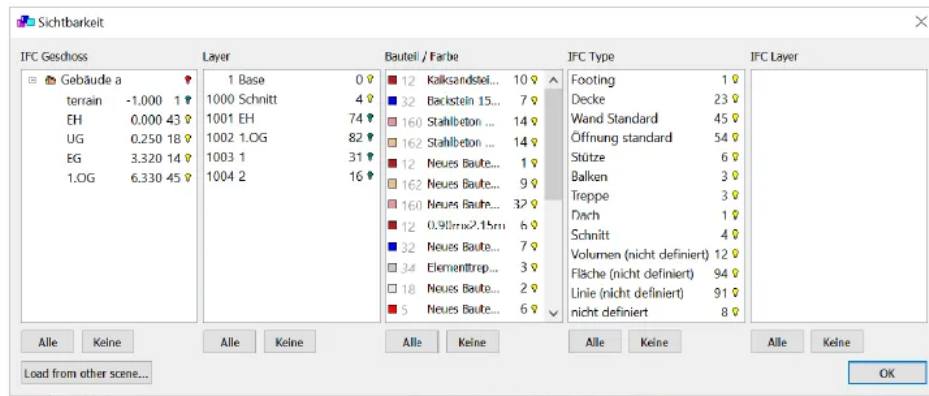 Sichtbarkeit
IFC Geschoss
Gebäude a
terrain -1.000 1
EH 0.000 43
UG 0.250 18
EG 3.320 14
1.OG 6.330 45
Alle Keine
Layer
1 Base 0
1000 Schnitt 4
1001 EH 74
1002 1.OG 82
1003 1 31
1004 2 16
Alle Keine
Bauteil / Farbe
12 Kalksandstei... 10
32 Backstein 15... 7
160 Stahlbeton ... 14
162 Stahlbeton ... 14
12 Neues Baute... 1
162 Neues Baute... 9
160 Neues Baute... 32
12 0.90mx2.15m 6
32 Neues Baute... 7
34 Elementtrep... 3
18 Neues Baute... 2
5 Neues Baute... 6
Alle Keine
IFC Type
Footing 1
Decke 23
Wand Standard 45
Öffnung standard 54
Stütze 6
Balken 3
Treppe 3
Dach 1
Schnitt 4
Volumen (nicht definiert) 12
Fläche (nicht definiert) 94
Linie (nicht definiert) 91
nicht definiert 8
Alle Keine
IFC Layer
Alle Keine
Load from other scene...
OK